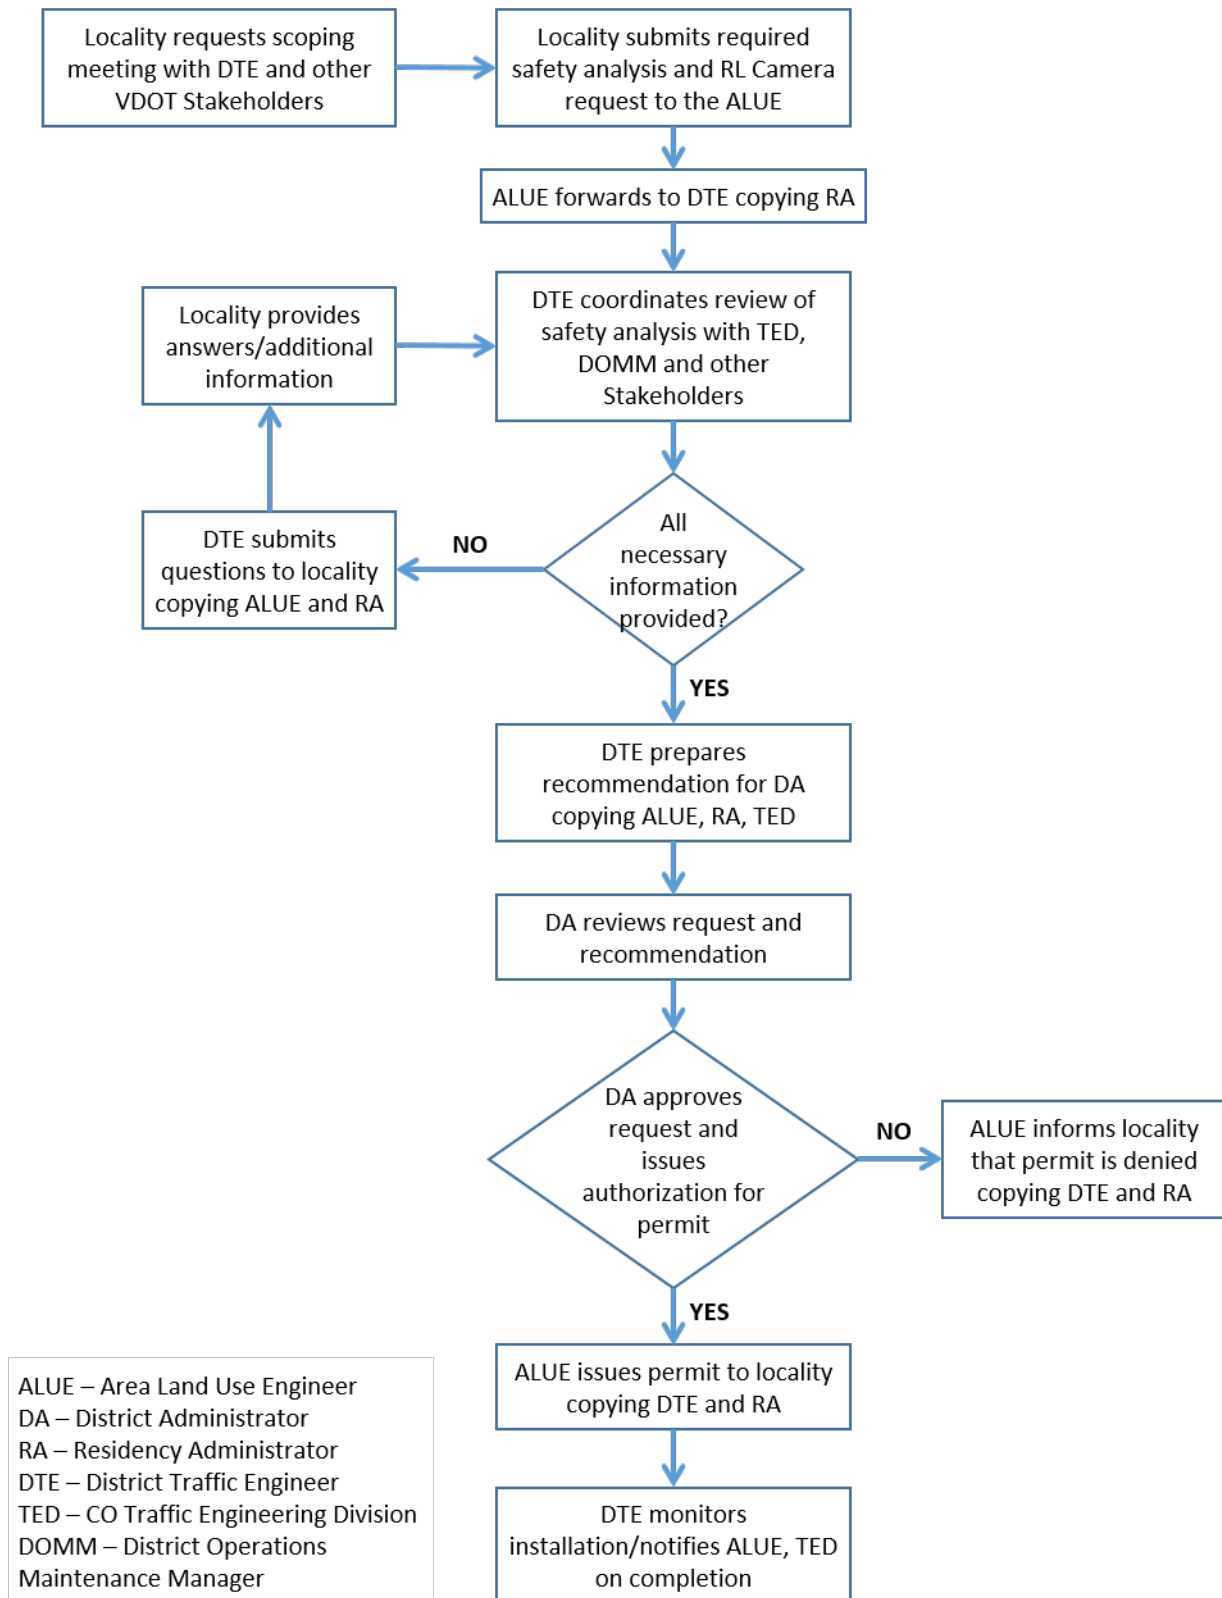 Locality requests scoping
meeting with DTE and other
VDOT Stakeholders
Locality submits required
safety analysis and RL Camera
request to the ALUE
ALUE forwards to DTE copying RA
Locality provides
answers/additional
information
DTE coordinates review of
safety analysis with TED,
DOMM and other
Stakeholders
DTE submits
questions to locality
copying ALUE and RA
NO
All
necessary
information
provided?
YES
DTE prepares
recommendation for DA
copying ALUE, RA, TED
DA reviews request and
recommendation
DA approves
request and
issues
authorization for
permit
NO
ALUE informs locality
that permit is denied
copying DTE and RA
YES
ALUE issues permit to locality
copying DTE and RA
DTE monitors
installation/notifies ALUE, TED
on completion
ALUE – Area Land Use Engineer
DA – District Administrator
RA – Residency Administrator
DTE – District Traffic Engineer
TED – CO Traffic Engineering Division
DOMM – District Operations
Maintenance Manager